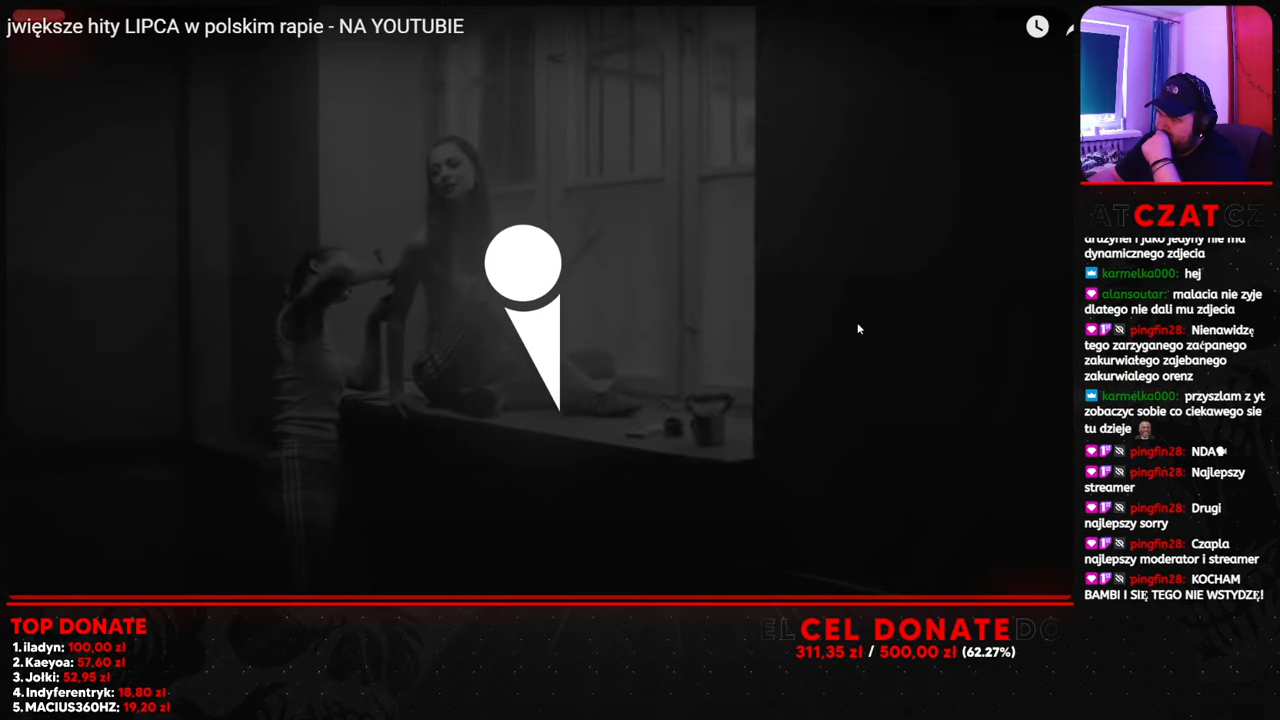 jwiększe hity LIPCA w polskim rapie - NA YOUTUBIE
CZAT
drużynei i jako jedyny nie ma
dynamicznego zdjecia
karmelka000: hej
alansoutar: malacia nie zyje
dlatego nie dali mu zdjecia
pingfin28: Nienawidzę
tego zarzyganego zaćpanego
zakurwiałego zajebanego
zakurwialego orenz
karmelka000: przyszlam z yt
zobaczyc sobie co ciekawego sie
tu dzieje
pingfin28: NDA
pingfin28: Najlepszy
streamer
pingfin28: Drugi
najlepszy sorry
pingfin28: Czapla
najlepszy moderator i streamer
pingfin28: KOCHAM
BAMBI I SIĘ TEGO NIE WSTYDZĘ!
TOP DONATE
1. iladyn: 100,00 zł
2. Kaeyoa: 57,60 zł
3. Jołki: 52,95 zł
4. Indyferentryk: 18,80 zł
5. MACIUS360HZ: 19,20 zł
CEL DONATE
311,35 zł / 500,00 zł (62.27%)